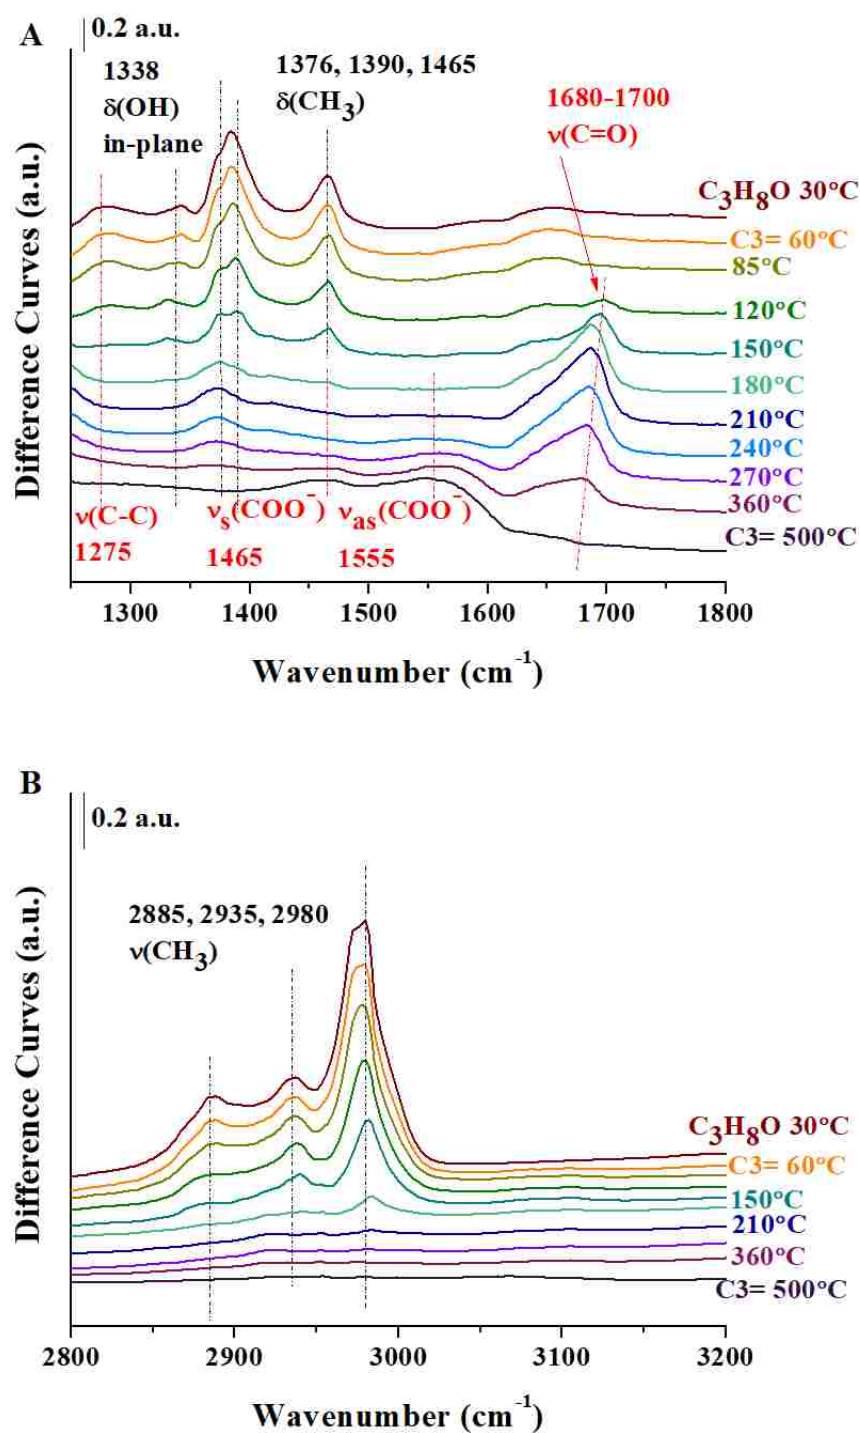 A
0.2 a.u.
1338
δ(OH)
in-plane
1376, 1390, 1465
δ(CH₃)
1680-1700
ν(C=O)
C₃H₈O 30°C
C3= 60°C
85°C
120°C
150°C
180°C
210°C
240°C
270°C
360°C
C3= 500°C
ν(C-C)
1275
νₛ(COO⁻)
1465
νₐₛ(COO⁻)
1555
Difference Curves (a.u.)
1300 1400 1500 1600 1700 1800
Wavenumber (cm⁻¹)
B
0.2 a.u.
2885, 2935, 2980
ν(CH₃)
C₃H₈O 30°C
C3= 60°C
150°C
210°C
360°C
C3= 500°C
Difference Curves (a.u.)
2800 2900 3000 3100 3200
Wavenumber (cm⁻¹)